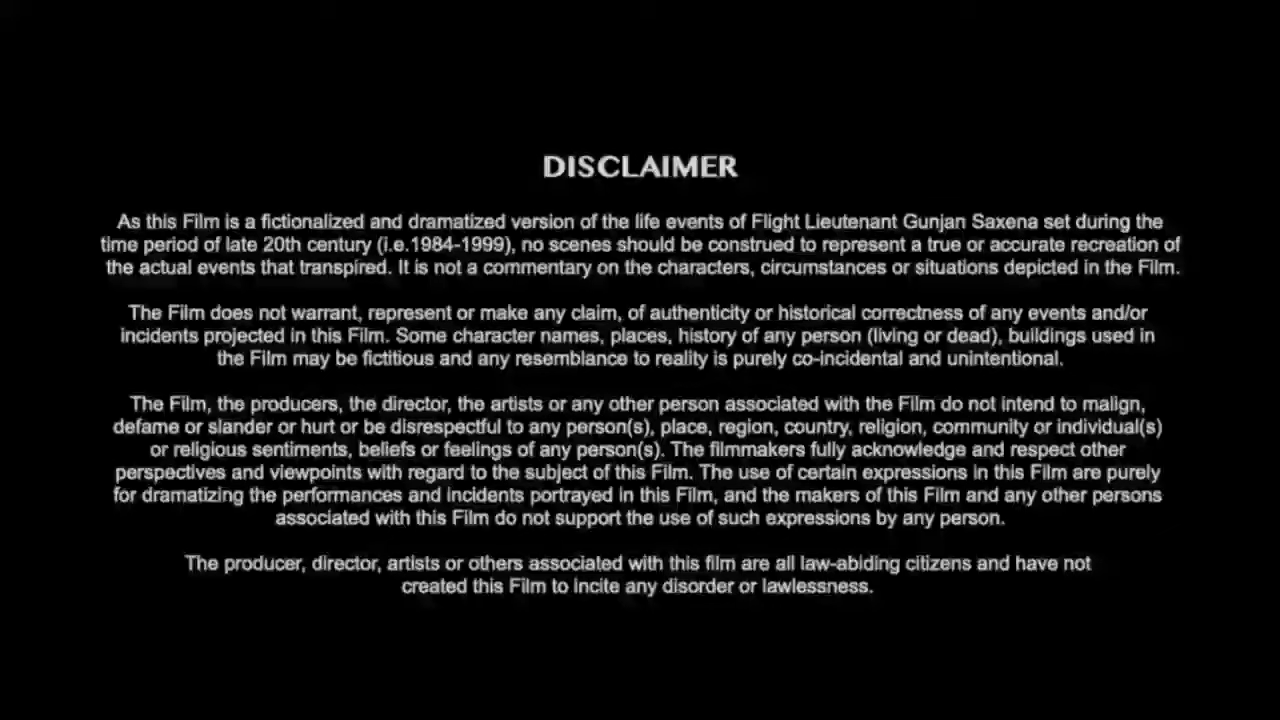 DISCLAIMER
As this Film is a fictionalized and dramatized version of the life events of Flight Lieutenant Gunjan Saxena set during the
time period of late 20th century (i.e.1984-1999), no scenes should be construed to represent a true or accurate recreation of
the actual events that transpired. It is not a commentary on the characters, circumstances or situations depicted in the Film.
The Film does not warrant, represent or make any claim, of authenticity or historical correctness of any events and/or
incidents projected in this Film. Some character names, places, history of any person (living or dead), buildings used in
the Film may be fictitious and any resemblance to reality is purely co-incidental and unintentional.
The Film, the producers, the director, the artists or any other person associated with the Film do not intend to malign,
defame or slander or hurt or be disrespectful to any person(s), place, region, country, religion, community or individual(s)
or religious sentiments, beliefs or feelings of any person(s). The filmmakers fully acknowledge and respect other
perspectives and viewpoints with regard to the subject of this Film. The use of certain expressions in this Film are purely
for dramatizing the performances and incidents portrayed in this Film, and the makers of this Film and any other persons
associated with this Film do not support the use of such expressions by any person.
The producer, director, artists or others associated with this film are all law-abiding citizens and have not
created this Film to incite any disorder or lawlessness.